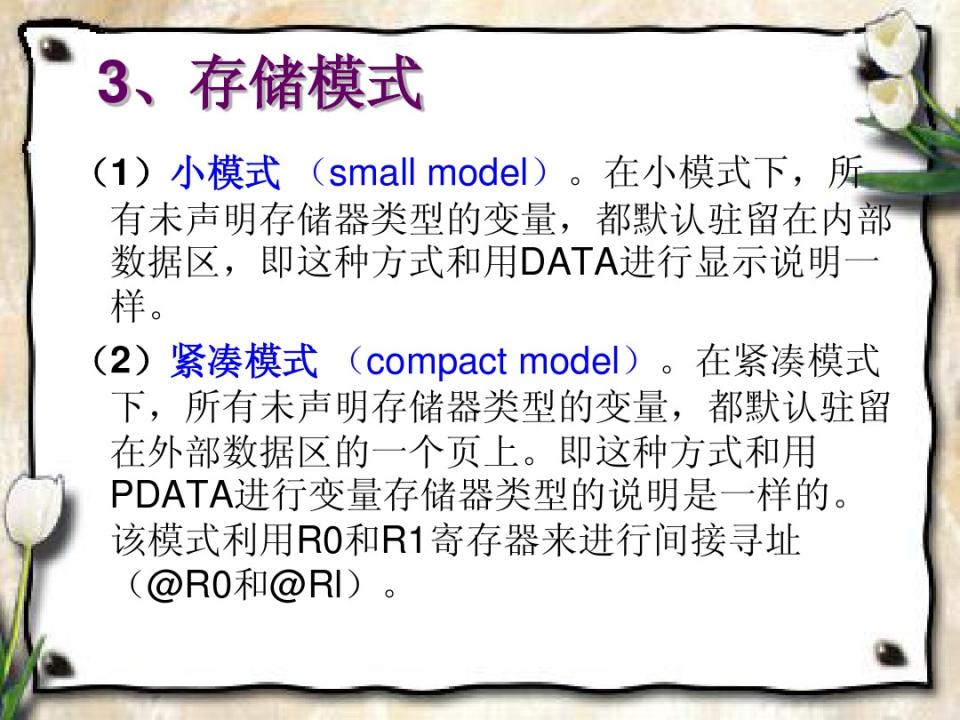 3、存储模式
（1）小模式 （small model）。在小模式下，所
有未声明存储器类型的变量，都默认驻留在内部
数据区，即这种方式和用DATA进行显示说明一
样。
（2）紧凑模式 （compact model）。在紧凑模式
下，所有未声明存储器类型的变量，都默认驻留
在外部数据区的一个页上。即这种方式和用
PDATA进行变量存储器类型的说明是一样的。
该模式利用R0和R1寄存器来进行间接寻址
（@R0和@Rl）。